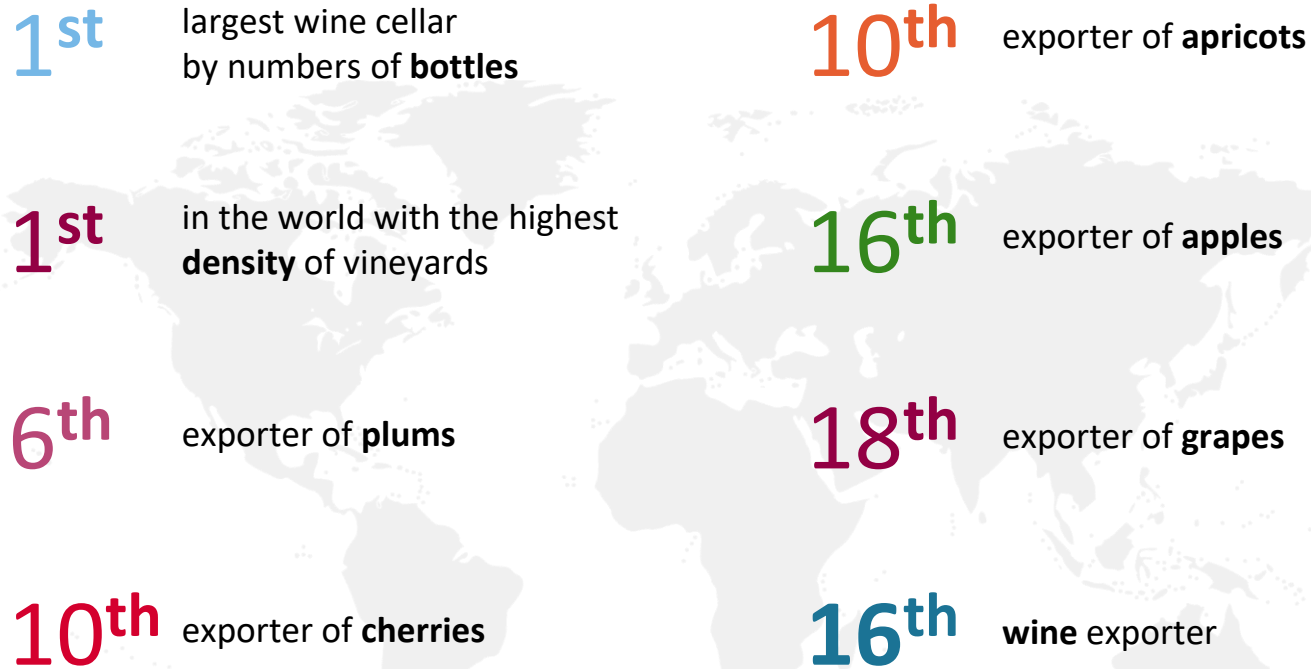 1st
largest wine cellar
by numbers of bottles
1st
in the world with the highest
density of vineyards
6th
exporter of plums
10th
exporter of cherries
10th
exporter of apricots
16th
exporter of apples
18th
exporter of grapes
16th
wine exporter